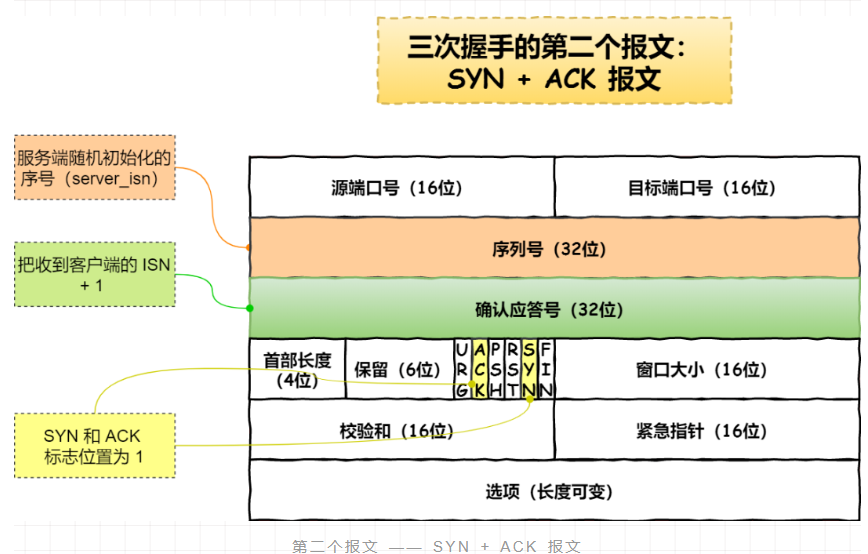 三次握手的第二个报文：
SYN + ACK 报文
服务端随机初始化的
序号（server_isn）
源端口号（16位）
目标端口号（16位）
序列号（32位）
把收到客户端的 ISN
+ 1
确认应答号（32位）
首部长度
（4位）
保留（6位）
URG
ACK
PSH
RST
SYN
FIN
窗口大小（16位）
SYN 和 ACK
标志位置为 1
校验和（16位）
紧急指针（16位）
选项（长度可变）
第二个报文 —— SYN + ACK 报文